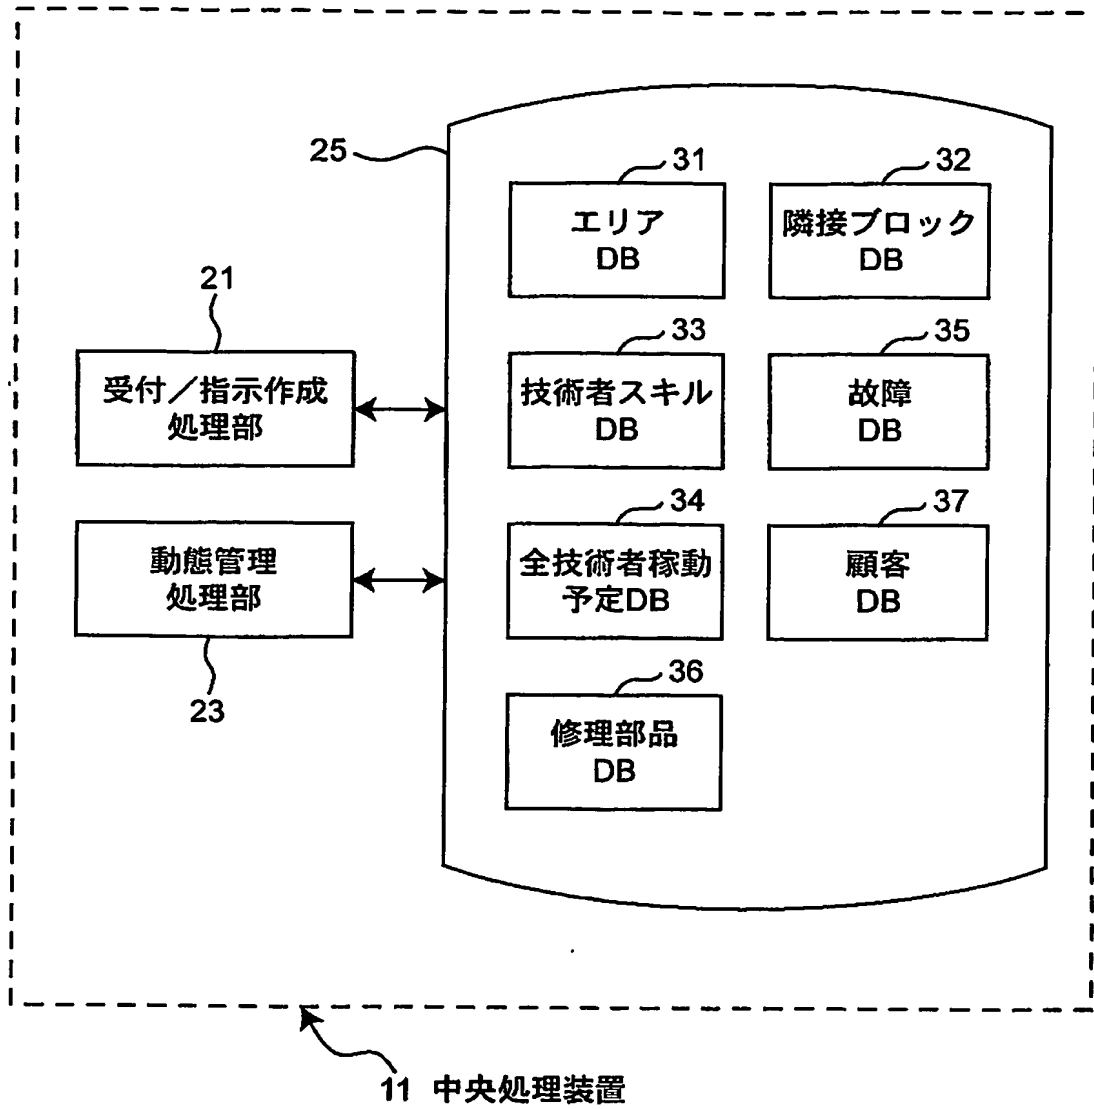 25
31
エリア
DB
32
隣接ブロック
DB
21
受付／指示作成
処理部
33
技術者スキル
DB
35
故障
DB
動態管理
処理部
23
34
全技術者稼動
予定DB
37
顧客
DB
36
修理部品
DB
11 中央処理装置